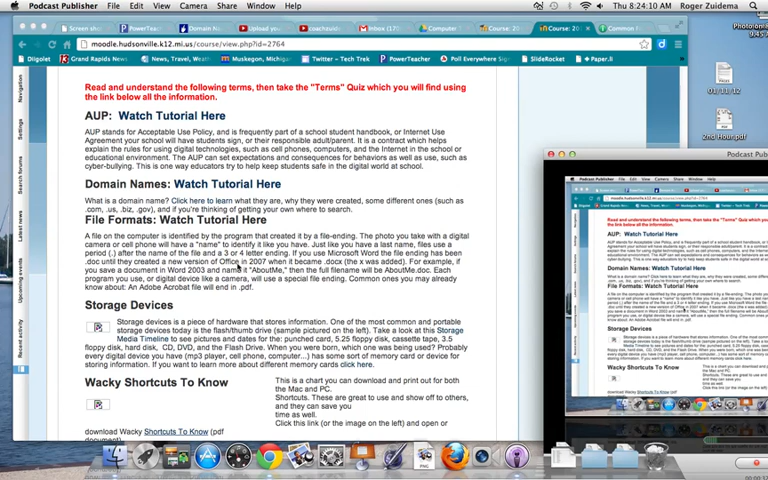 Podcast Publisher File Edit View Camera Share Window Help Thu 8:24:10 AM Roger Zuidema
moodle.hudsonville.k12.mi.us/course/view.php?id=2764
Oilgolet Grand Rapids News News, Travel, Weath Muskegon, Michigan Twitter ~ Tech Trek PowerTeacher Poll Everywhere SlideRocket Paper.li
Navigation
Settings
Search forums
Latest news
Upcoming events
Recent activity
Read and understand the following terms, then take the "Terms" Quiz which you will find using
the link below all the information.
AUP: Watch Tutorial Here
AUP stands for Acceptable Use Policy, and is frequently part of a school student handbook, or Internet Use
Agreement your school will have students sign, or their responsible adult/parent. It is a contract which helps
explain the rules for using digital technologies, such as cell phones, computers, and the Internet in the school or
educational environment. The AUP can set expectations and consequences for behaviors as well as use, such as
cyber-bullying. This is one way educators try to help keep students safe in the digital world at school.
Domain Names: Watch Tutorial Here
What is a domain name? Click here to learn what they are, why they were created, some different ones (such as
.com, .us, .biz, .gov), and if you're thinking of getting your own where to search.
File Formats: Watch Tutorial Here
A file on the computer is identified by the program that created it by a file-ending. The photo you take with a digital
camera or cell phone will have a "name" to identify it like you have. Just like you have a last name, files use a
period (.) after the name of the file and a 3 or 4 letter ending. If you use Microsoft Word the file ending has been
.doc until they created a new version of Office in 2007 when it became .docx (the x was added). For example, if
you save a document in Word 2003 and name it "AboutMe," then the full filename will be AboutMe.doc. Each
program you use, or digital device like a camera, will use a special file ending. Common ones you may already
know: An Adobe Acrobat file will end in .pdf.
Storage Devices
Storage devices is a piece of hardware that stores information. One of the most common and portable
storage devices today is the flash/thumb drive (sample pictured on the left). Take a look at this Storage
Media Timeline to see pictures and dates for the: punched card, 5.25 floppy disk, cassette tape, 3.5
floppy disk, hard disk, CD, DVD, and the Flash Drive. When you were born, which one was being used? Probably
every digital device you have (mp3 player, cell phone, computer...) has some sort of memory card or device for
storing information. If you want to learn more about different memory cards click here.
Wacky Shortcuts To Know
This is a chart you can download and print out for both
the Mac and PC.
Shortcuts. These are great to use and show off to others,
and they can save you
time as well.
Click this link (or the image on the left) and open or
download Wacky Shortcuts To Know (pdf
document)
01/11/12
2nd Hour.pdf